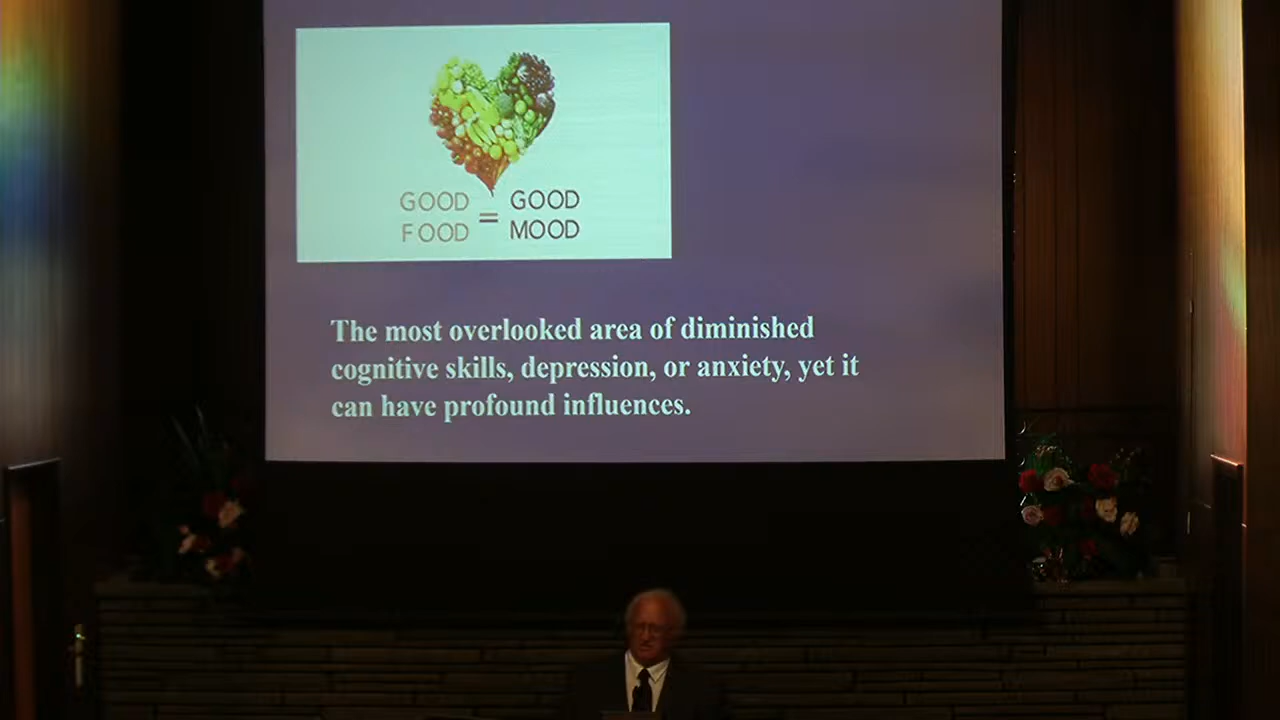 GOOD GOOD
FOOD = MOOD
The most overlooked area of diminished
cognitive skills, depression, or anxiety, yet it
can have profound influences.